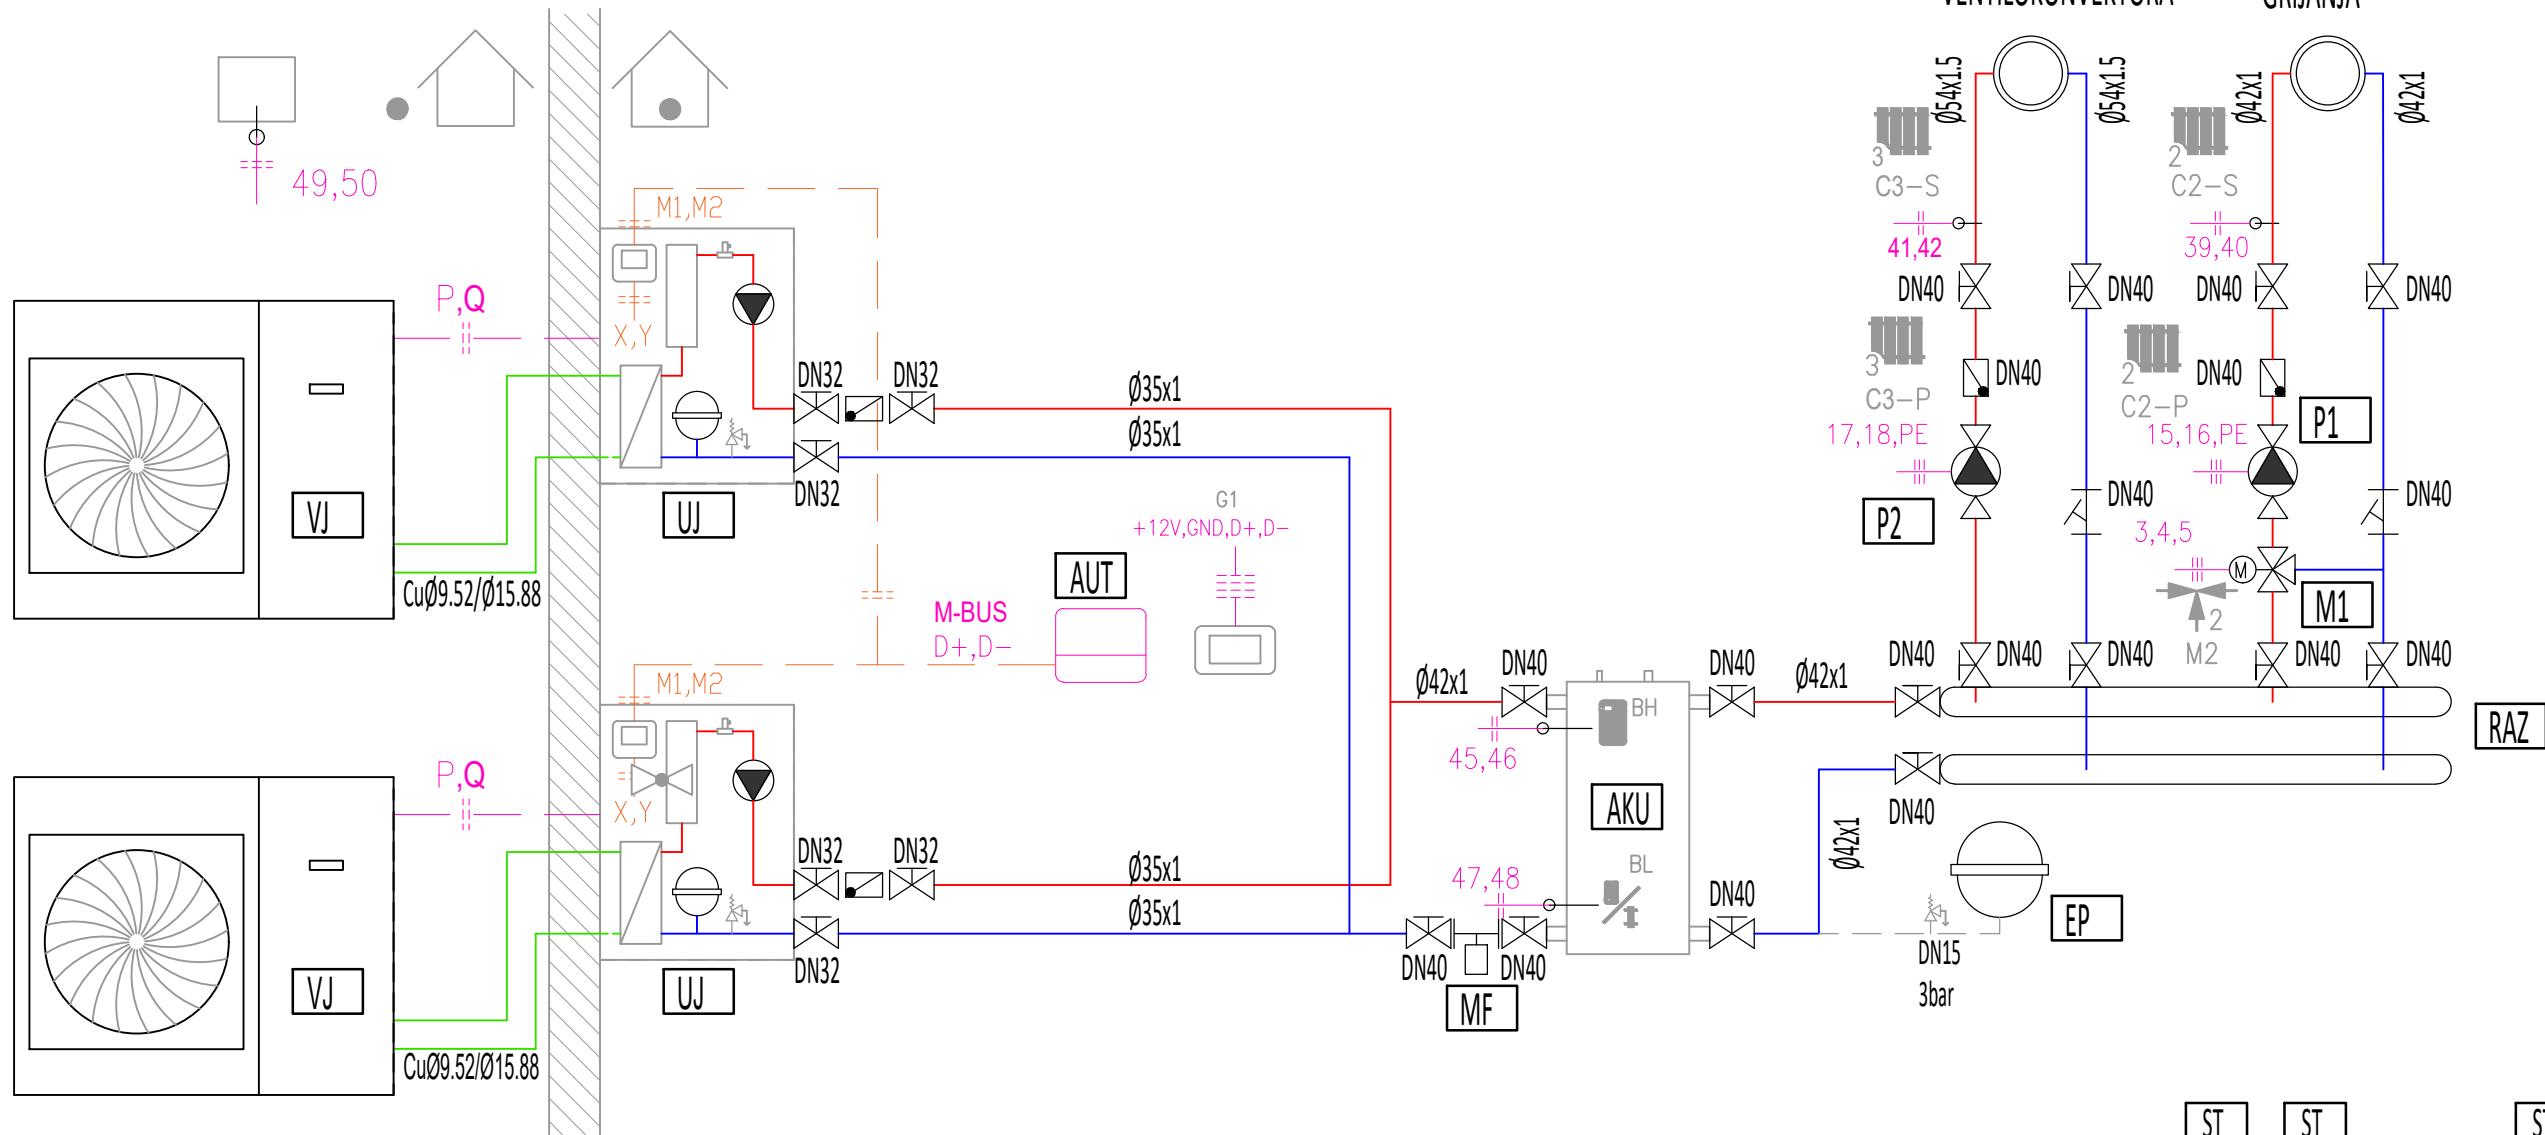 VENTILOKONVERTORA
GRIJANJA
Ø54x1.5
Ø54x1.5
Ø42x1
Ø42x1
3
C3-S
2
C2-S
49,50
41,42
39,40
M1,M2
DN40
DN40
DN40
DN40
P,Q
X,Y
3
C3-P
DN40
2
C2-P
DN40
DN32
DN32
Ø35x1
P1
17,18,PE
15,16,PE
Ø35x1
DN32
VJ
UJ
G1
+12V,GND,D+,D-
P2
DN40
DN40
3,4,5
M
CuØ9.52/Ø15.88
AUT
M-BUS
D+,D-
M1
2
M2
M1,M2
DN40
DN40
DN40
DN40
DN40
DN40
DN40
Ø42x1
Ø42x1
BH
RAZ
45,46
P,Q
X,Y
AKU
DN40
Ø42x1
DN32
DN32
Ø35x1
BL
47,48
DN40
Ø35x1
EP
DN32
DN40
DN40
DN15
3bar
VJ
UJ
MF
CuØ9.52/Ø15.88
ST
ST